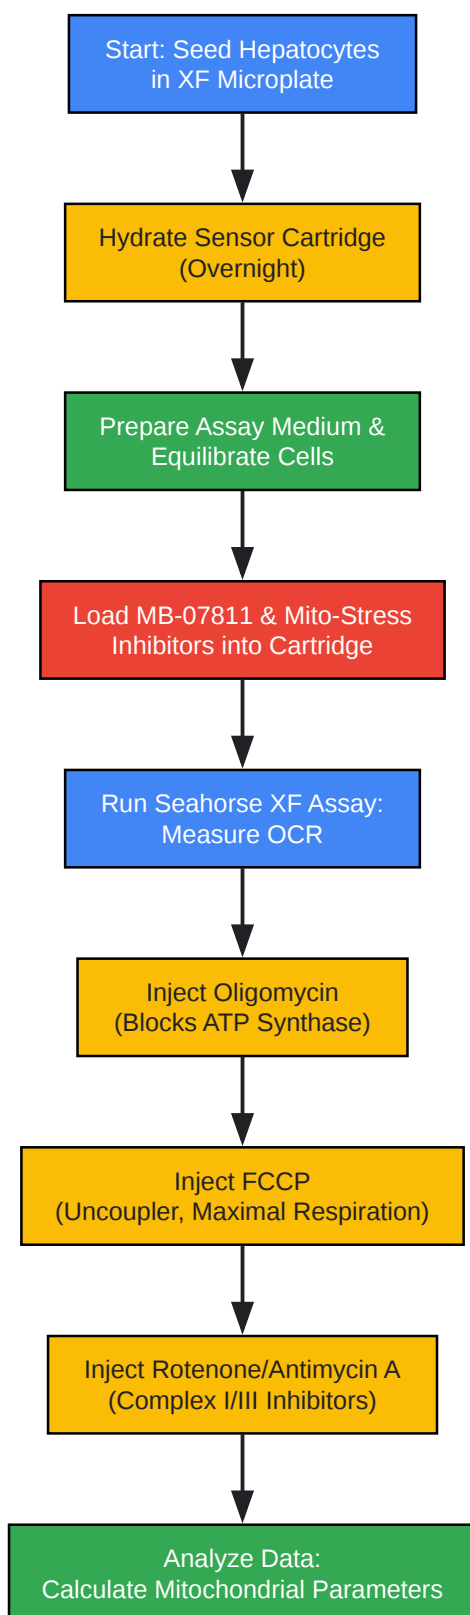 Start: Seed Hepatocytes
in XF Microplate
Hydrate Sensor Cartridge
(Overnight)
Prepare Assay Medium &
Equilibrate Cells
Load MB-07811 & Mito-Stress
Inhibitors into Cartridge
Run Seahorse XF Assay:
Measure OCR
Inject Oligomycin
(Blocks ATP Synthase)
Inject FCCP
(Uncoupler, Maximal Respiration)
Inject Rotenone/Antimycin A
(Complex I/III Inhibitors)
Analyze Data:
Calculate Mitochondrial Parameters